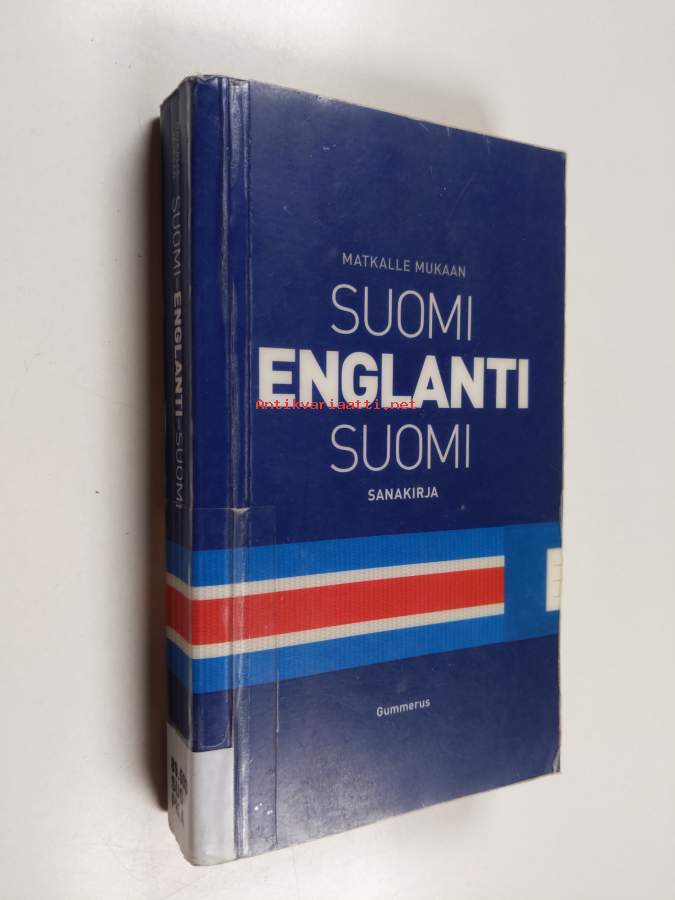 MATKALLE MUKAAN
SUOMI
ENGLANTI
Antikvariaatti.net
SUOMI
SANAKIRJA
Gummerus
SUOMI–ENGLANTI–SUOMI